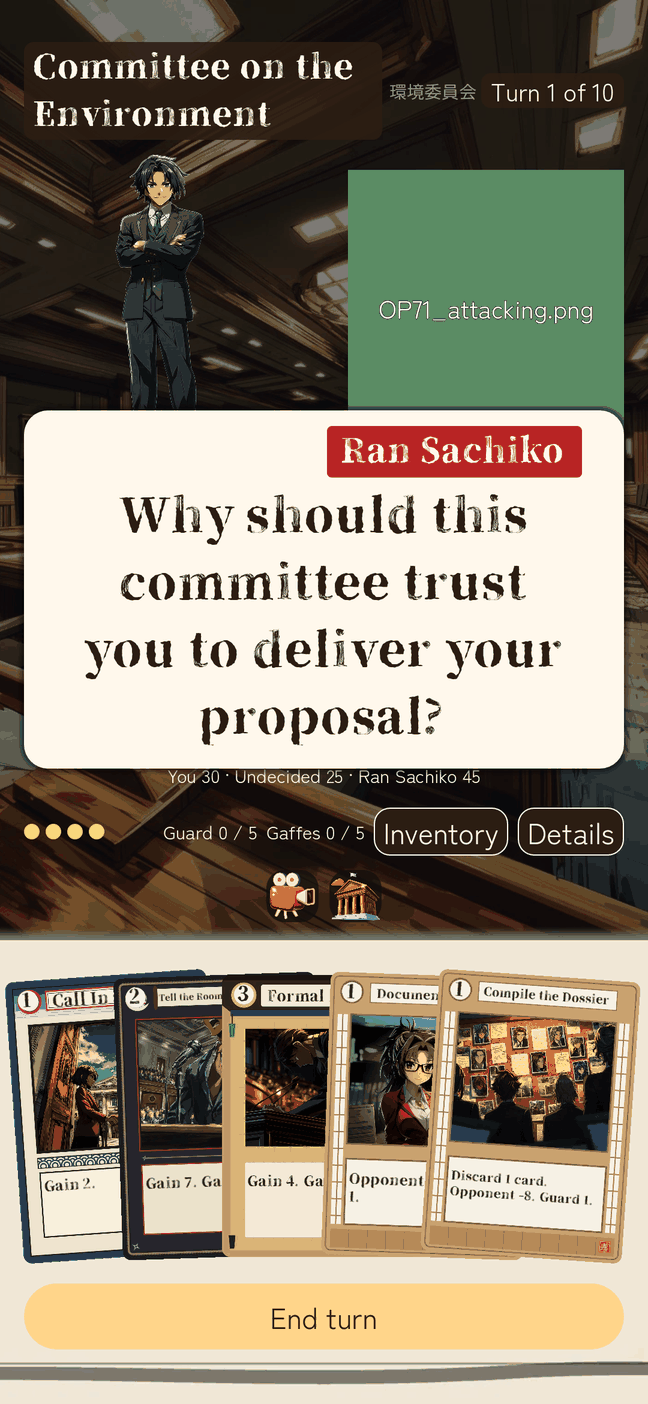 Committee on the
Environment
環境委員会
Turn 1 of 10
OP71_attacking.png
Ran Sachiko
Why should this
committee trust
you to deliver your
proposal?
You 30 · Undecided 25 · Ran Sachiko 45
Guard 0 / 5 Gaffes 0 / 5
Inventory
Details
1 Call In
Gain 2.
2 Tell the Room
Gain 7. Ga
3 Formal
Gain 4. Ga
1 Documen
Opponent
1.
1 Compile the Dossier
Discard 1 card.
Opponent -8. Guard 1.
End turn